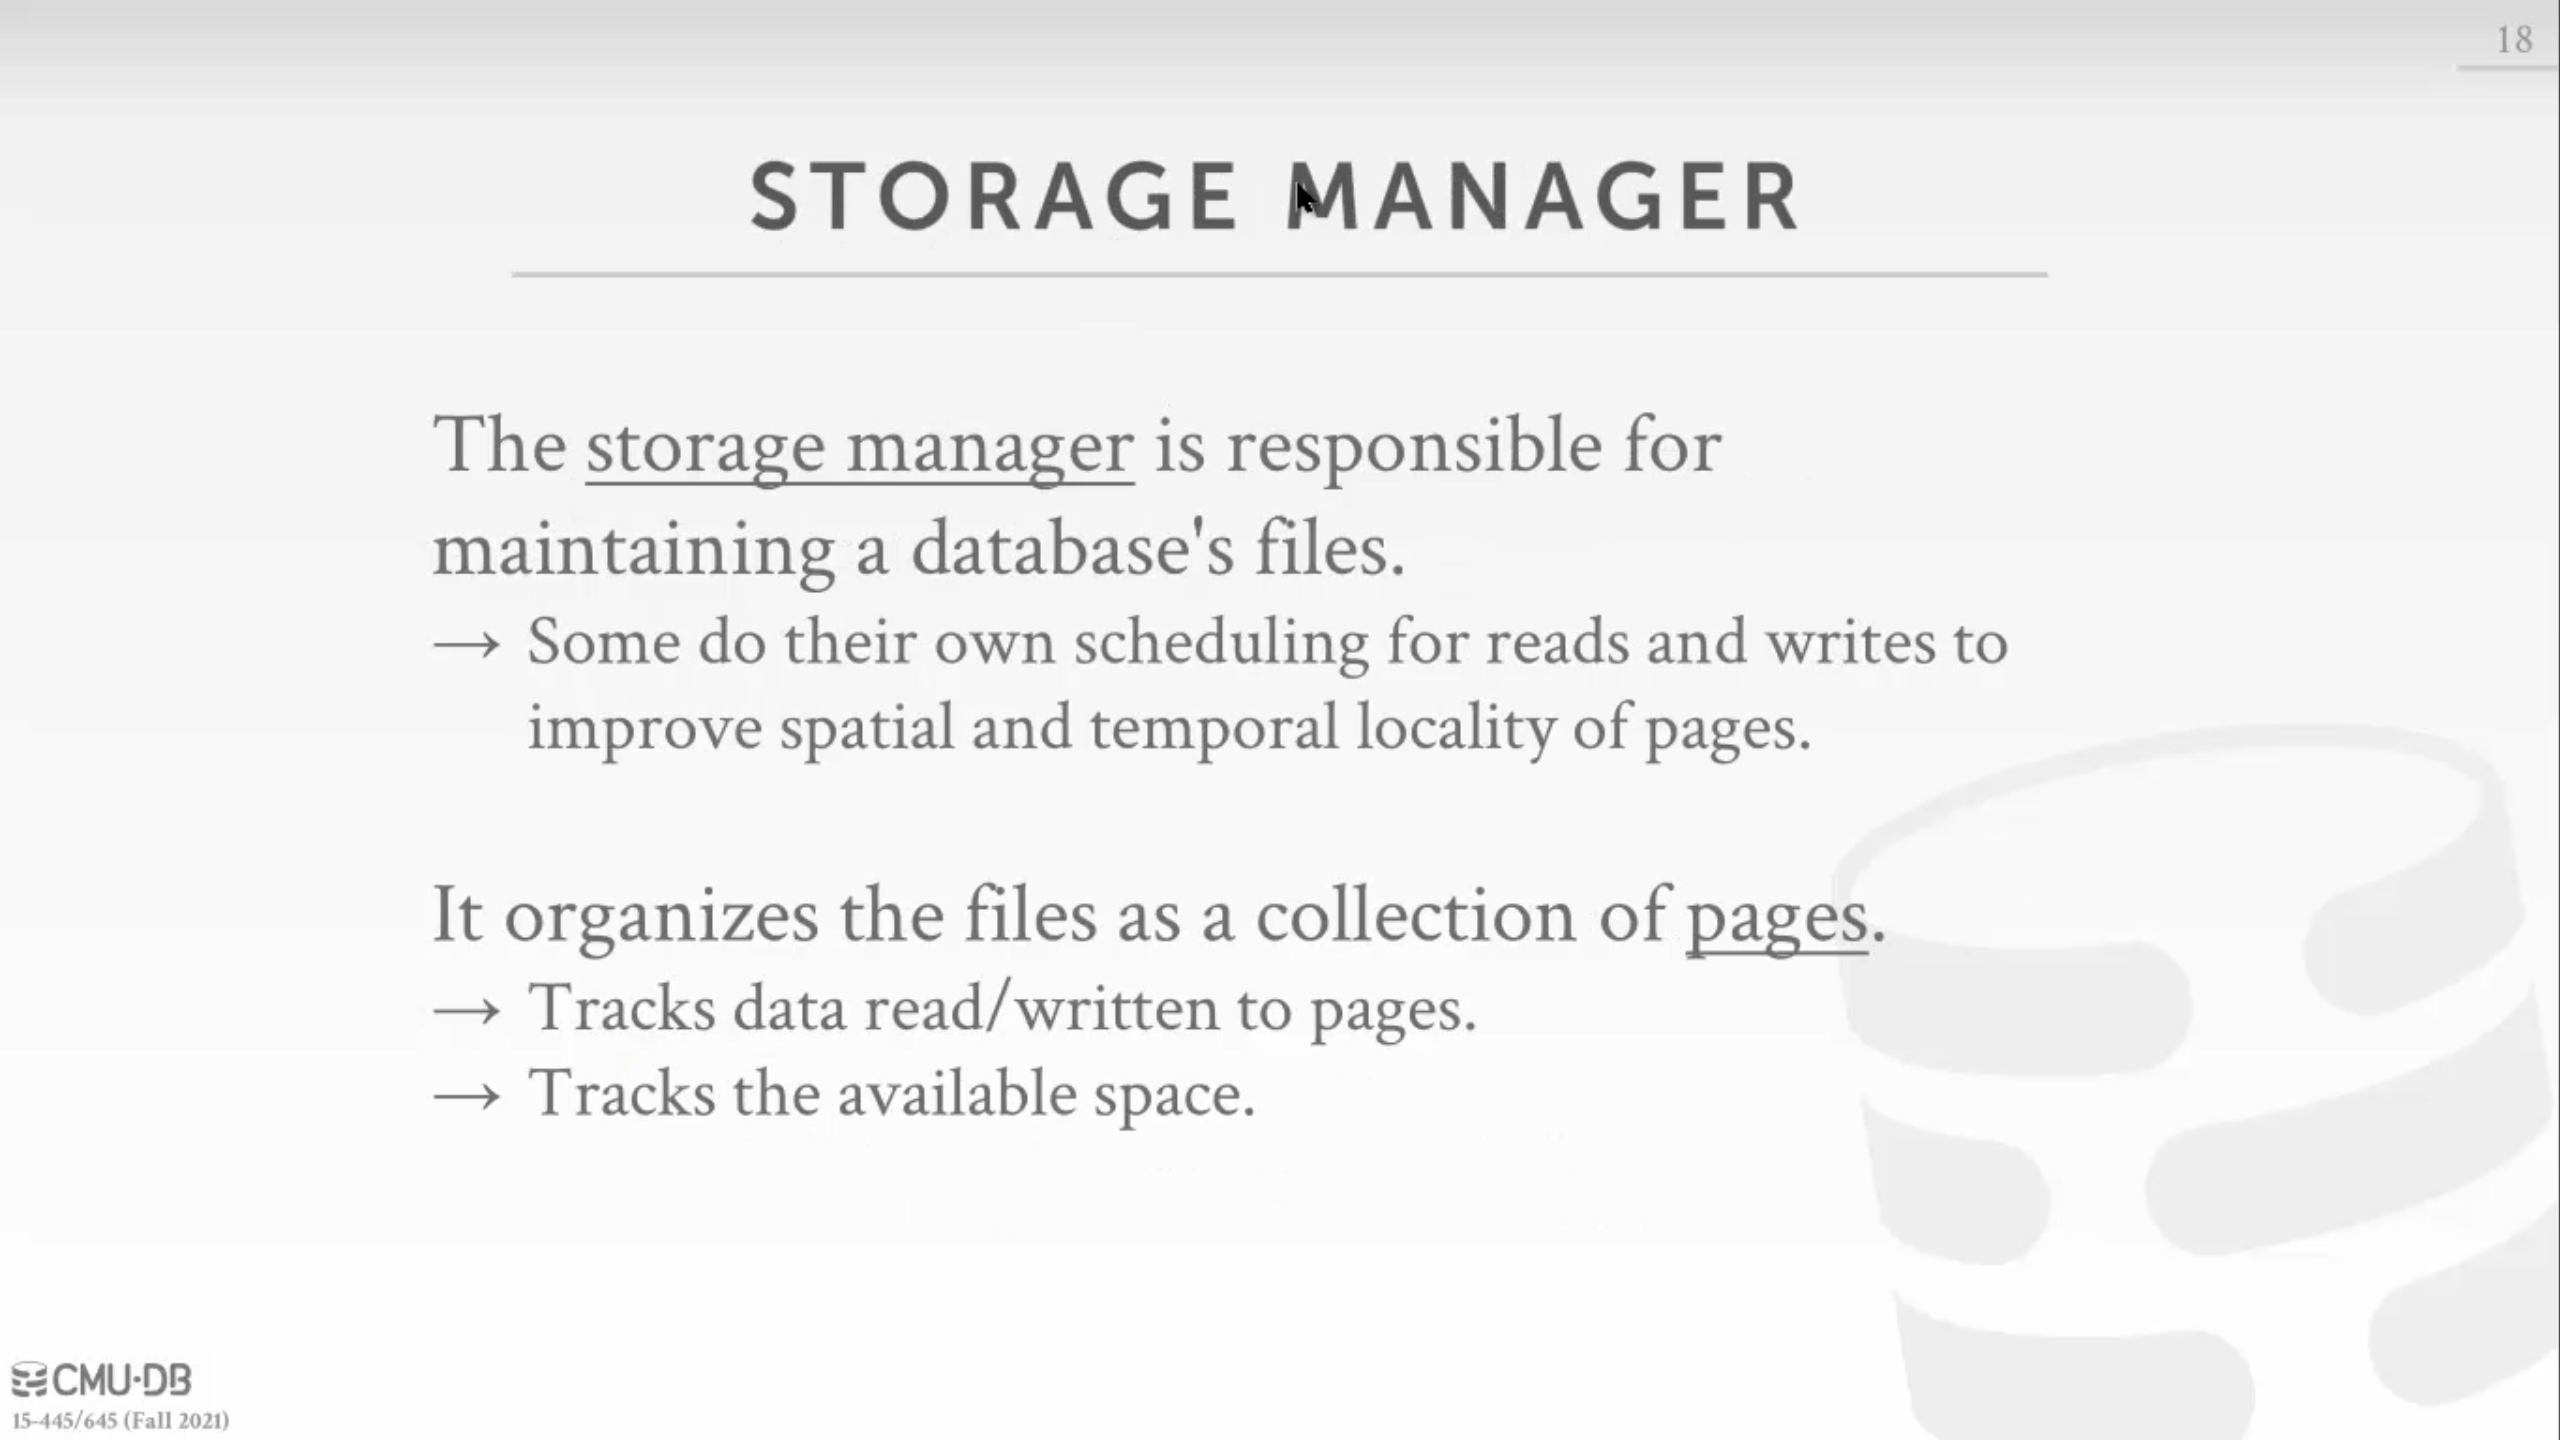 18
STORAGE MANAGER
The storage manager is responsible for
maintaining a database's files.
→ Some do their own scheduling for reads and writes to
improve spatial and temporal locality of pages.
It organizes the files as a collection of pages.
→ Tracks data read/written to pages.
→ Tracks the available space.
CMU·DB
15-445/645 (Fall 2021)